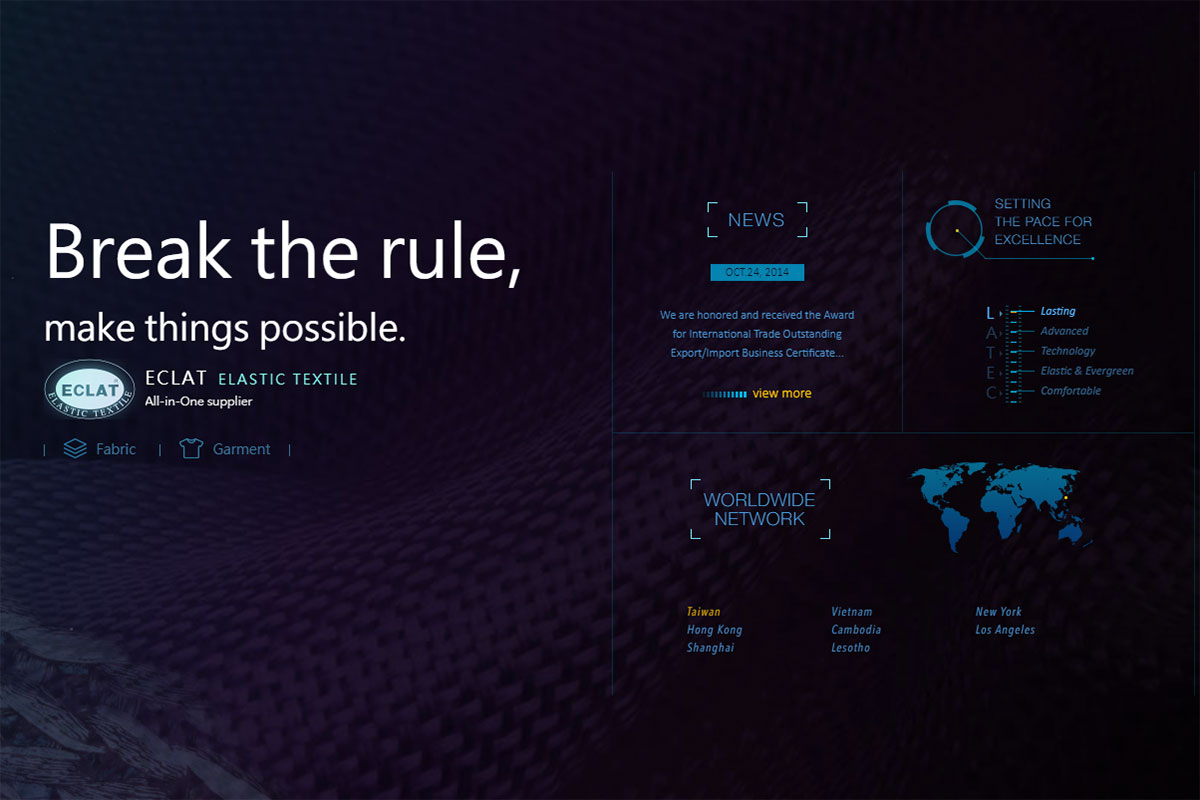 Break the rule,
make things possible.
ECLAT
ELASTIC TEXTILE
ECLAT ELASTIC TEXTILE
All-in-One supplier
Fabric
Garment
NEWS
OCT.24, 2014
We are honored and received the Award
for International Trade Outstanding
Export/Import Business Certificate...
view more
SETTING
THE PACE FOR
EXCELLENCE
L Lasting
A Advanced
T Technology
E Elastic & Evergreen
C Comfortable
WORLDWIDE
NETWORK
Taiwan
Hong Kong
Shanghai
Vietnam
Cambodia
Lesotho
New York
Los Angeles